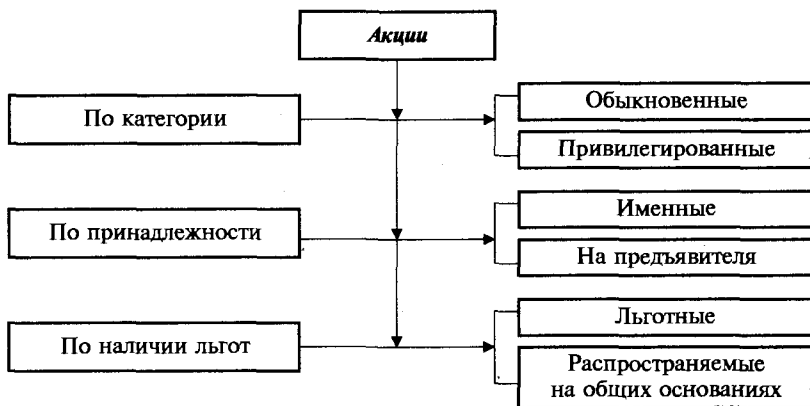 Акции
По категории
Обыкновенные
Привилегированные
По принадлежности
Именные
На предъявителя
По наличии льгот
Льготные
Распространяемые
на общих основаниях